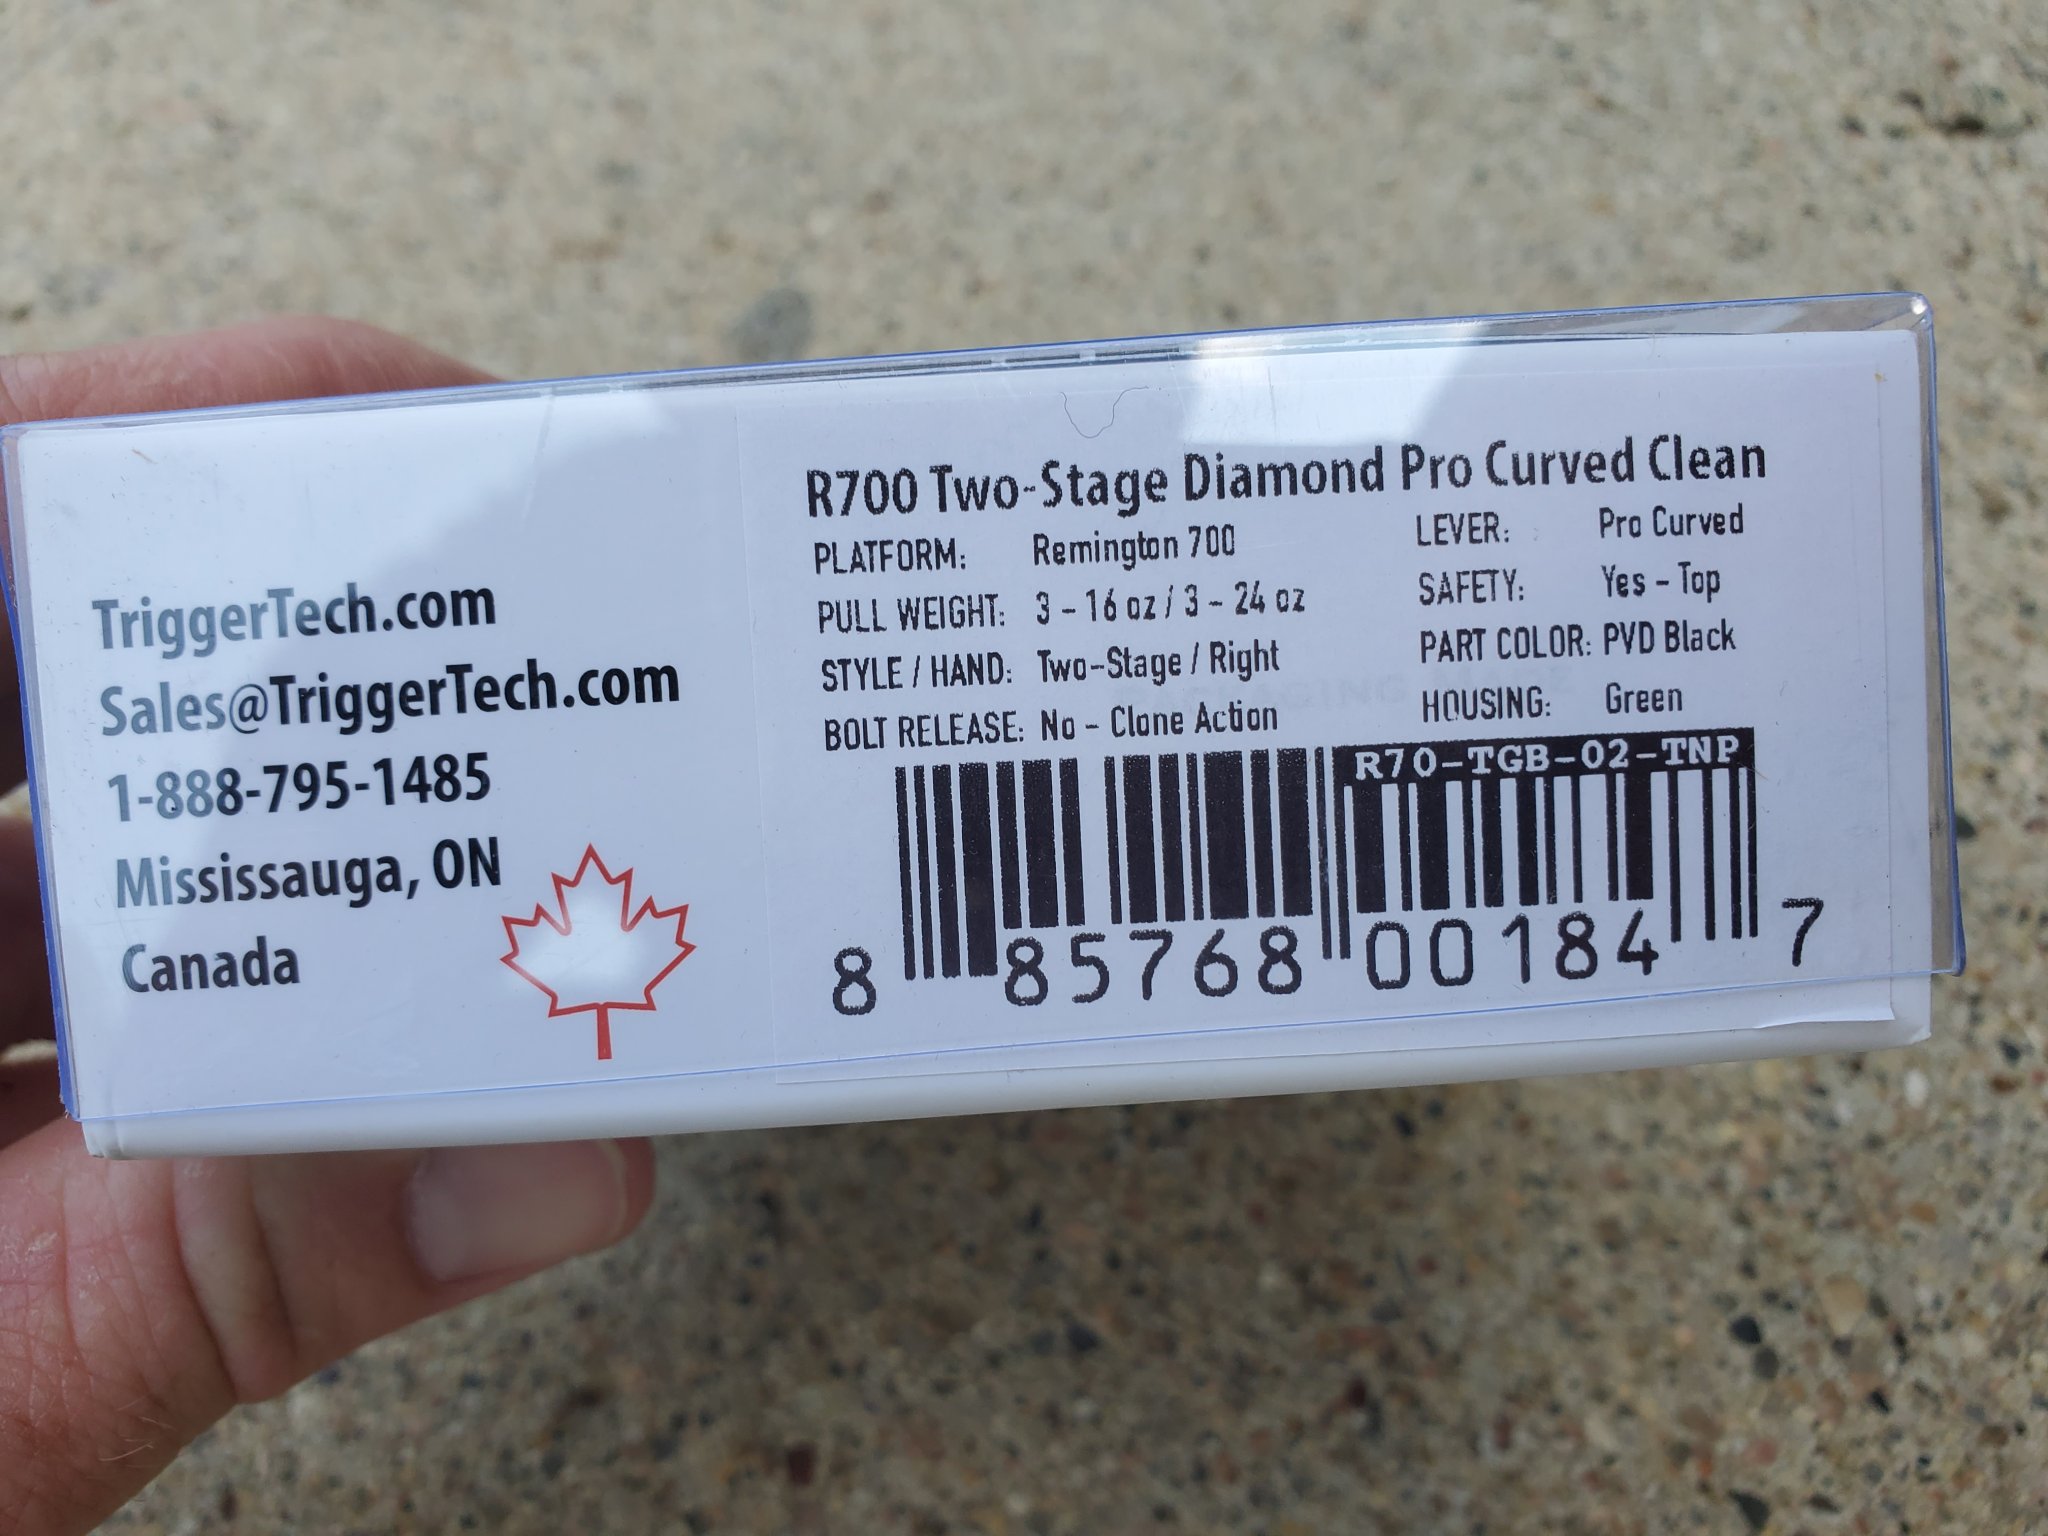 TriggerTech.com
Sales@TriggerTech.com
1-888-795-1485
Mississauga, ON
Canada
R700 Two-Stage Diamond Pro Curved Clean
PLATFORM: Remington 700
PULL WEIGHT: 3 - 16 oz / 3 - 24 oz
STYLE / HAND: Two-Stage / Right
BOLT RELEASE: No - Clone Action
LEVER: Pro Curved
SAFETY: Yes - Top
PART COLOR: PVD Black
HOUSING: Green
R70-TGB-02-TNP
8 85768 00184 7